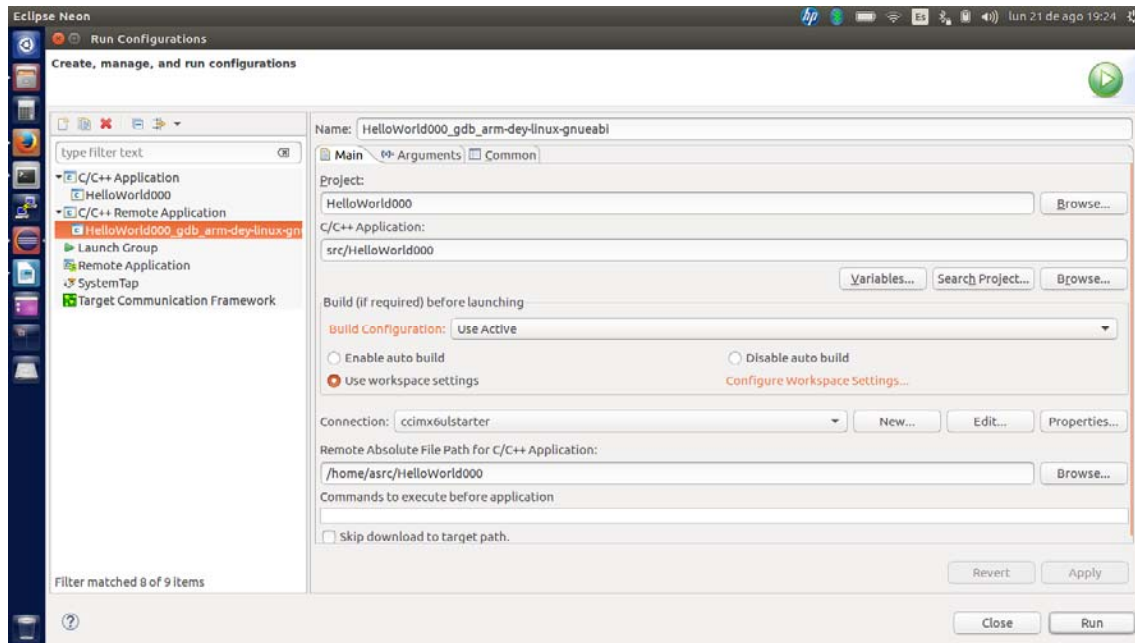 Eclipse Neon
hp
Es
lun 21 de ago 19:24
Run Configurations
Create, manage, and run configurations
type filter text
C/C++ Application
HelloWorld000
C/C++ Remote Application
HelloWorld000_gdb_arm-dey-linux-gn
Launch Group
Remote Application
SystemTap
Target Communication Framework
Filter matched 8 of 9 items
Name: HelloWorld000_gdb_arm-dey-linux-gnueabi
Main Arguments Common
Project:
HelloWorld000 Browse...
C/C++ Application:
src/HelloWorld000
Variables... Search Project... Browse...
Build (if required) before launching
Build Configuration: Use Active
Enable auto build Disable auto build
Use workspace settings Configure Workspace Settings...
Connection: ccimx6ulstarter New... Edit... Properties...
Remote Absolute File Path for C/C++ Application:
/home/asrc/HelloWorld000 Browse...
Commands to execute before application
Skip download to target path.
Revert Apply
Close Run